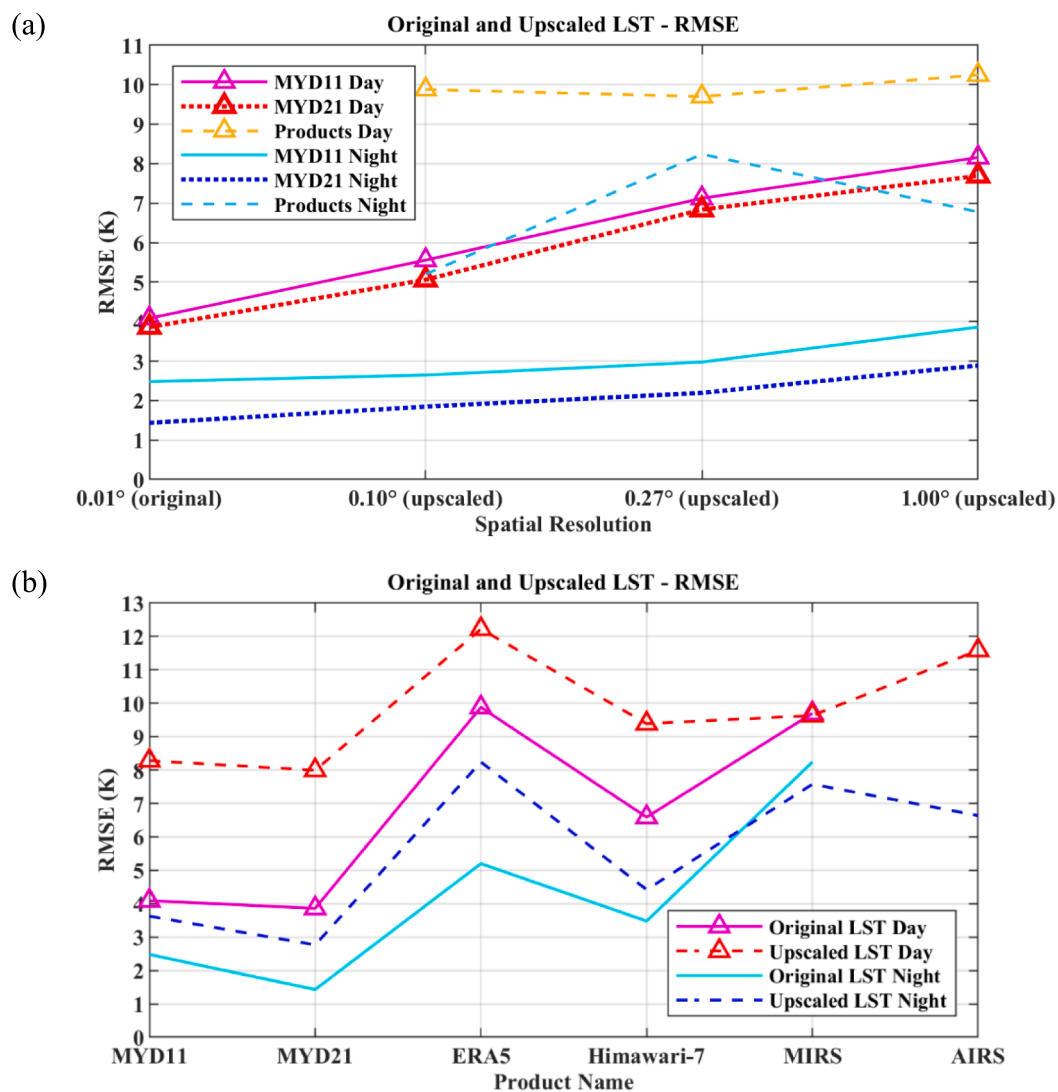 (a)
Original and Upscaled LST - RMSE
11
10
9
8
7
6
5
4
3
2
1
0
RMSE (K)
MYD11 Day
MYD21 Day
Products Day
MYD11 Night
MYD21 Night
Products Night
0.01° (original) 0.10° (upscaled) 0.27° (upscaled) 1.00° (upscaled)
Spatial Resolution
(b)
Original and Upscaled LST - RMSE
13
12
11
10
9
8
7
6
5
4
3
2
1
0
RMSE (K)
Original LST Day
Upscaled LST Day
Original LST Night
Upscaled LST Night
MYD11 MYD21 ERA5 Himawari-7 MIRS AIRS
Product Name